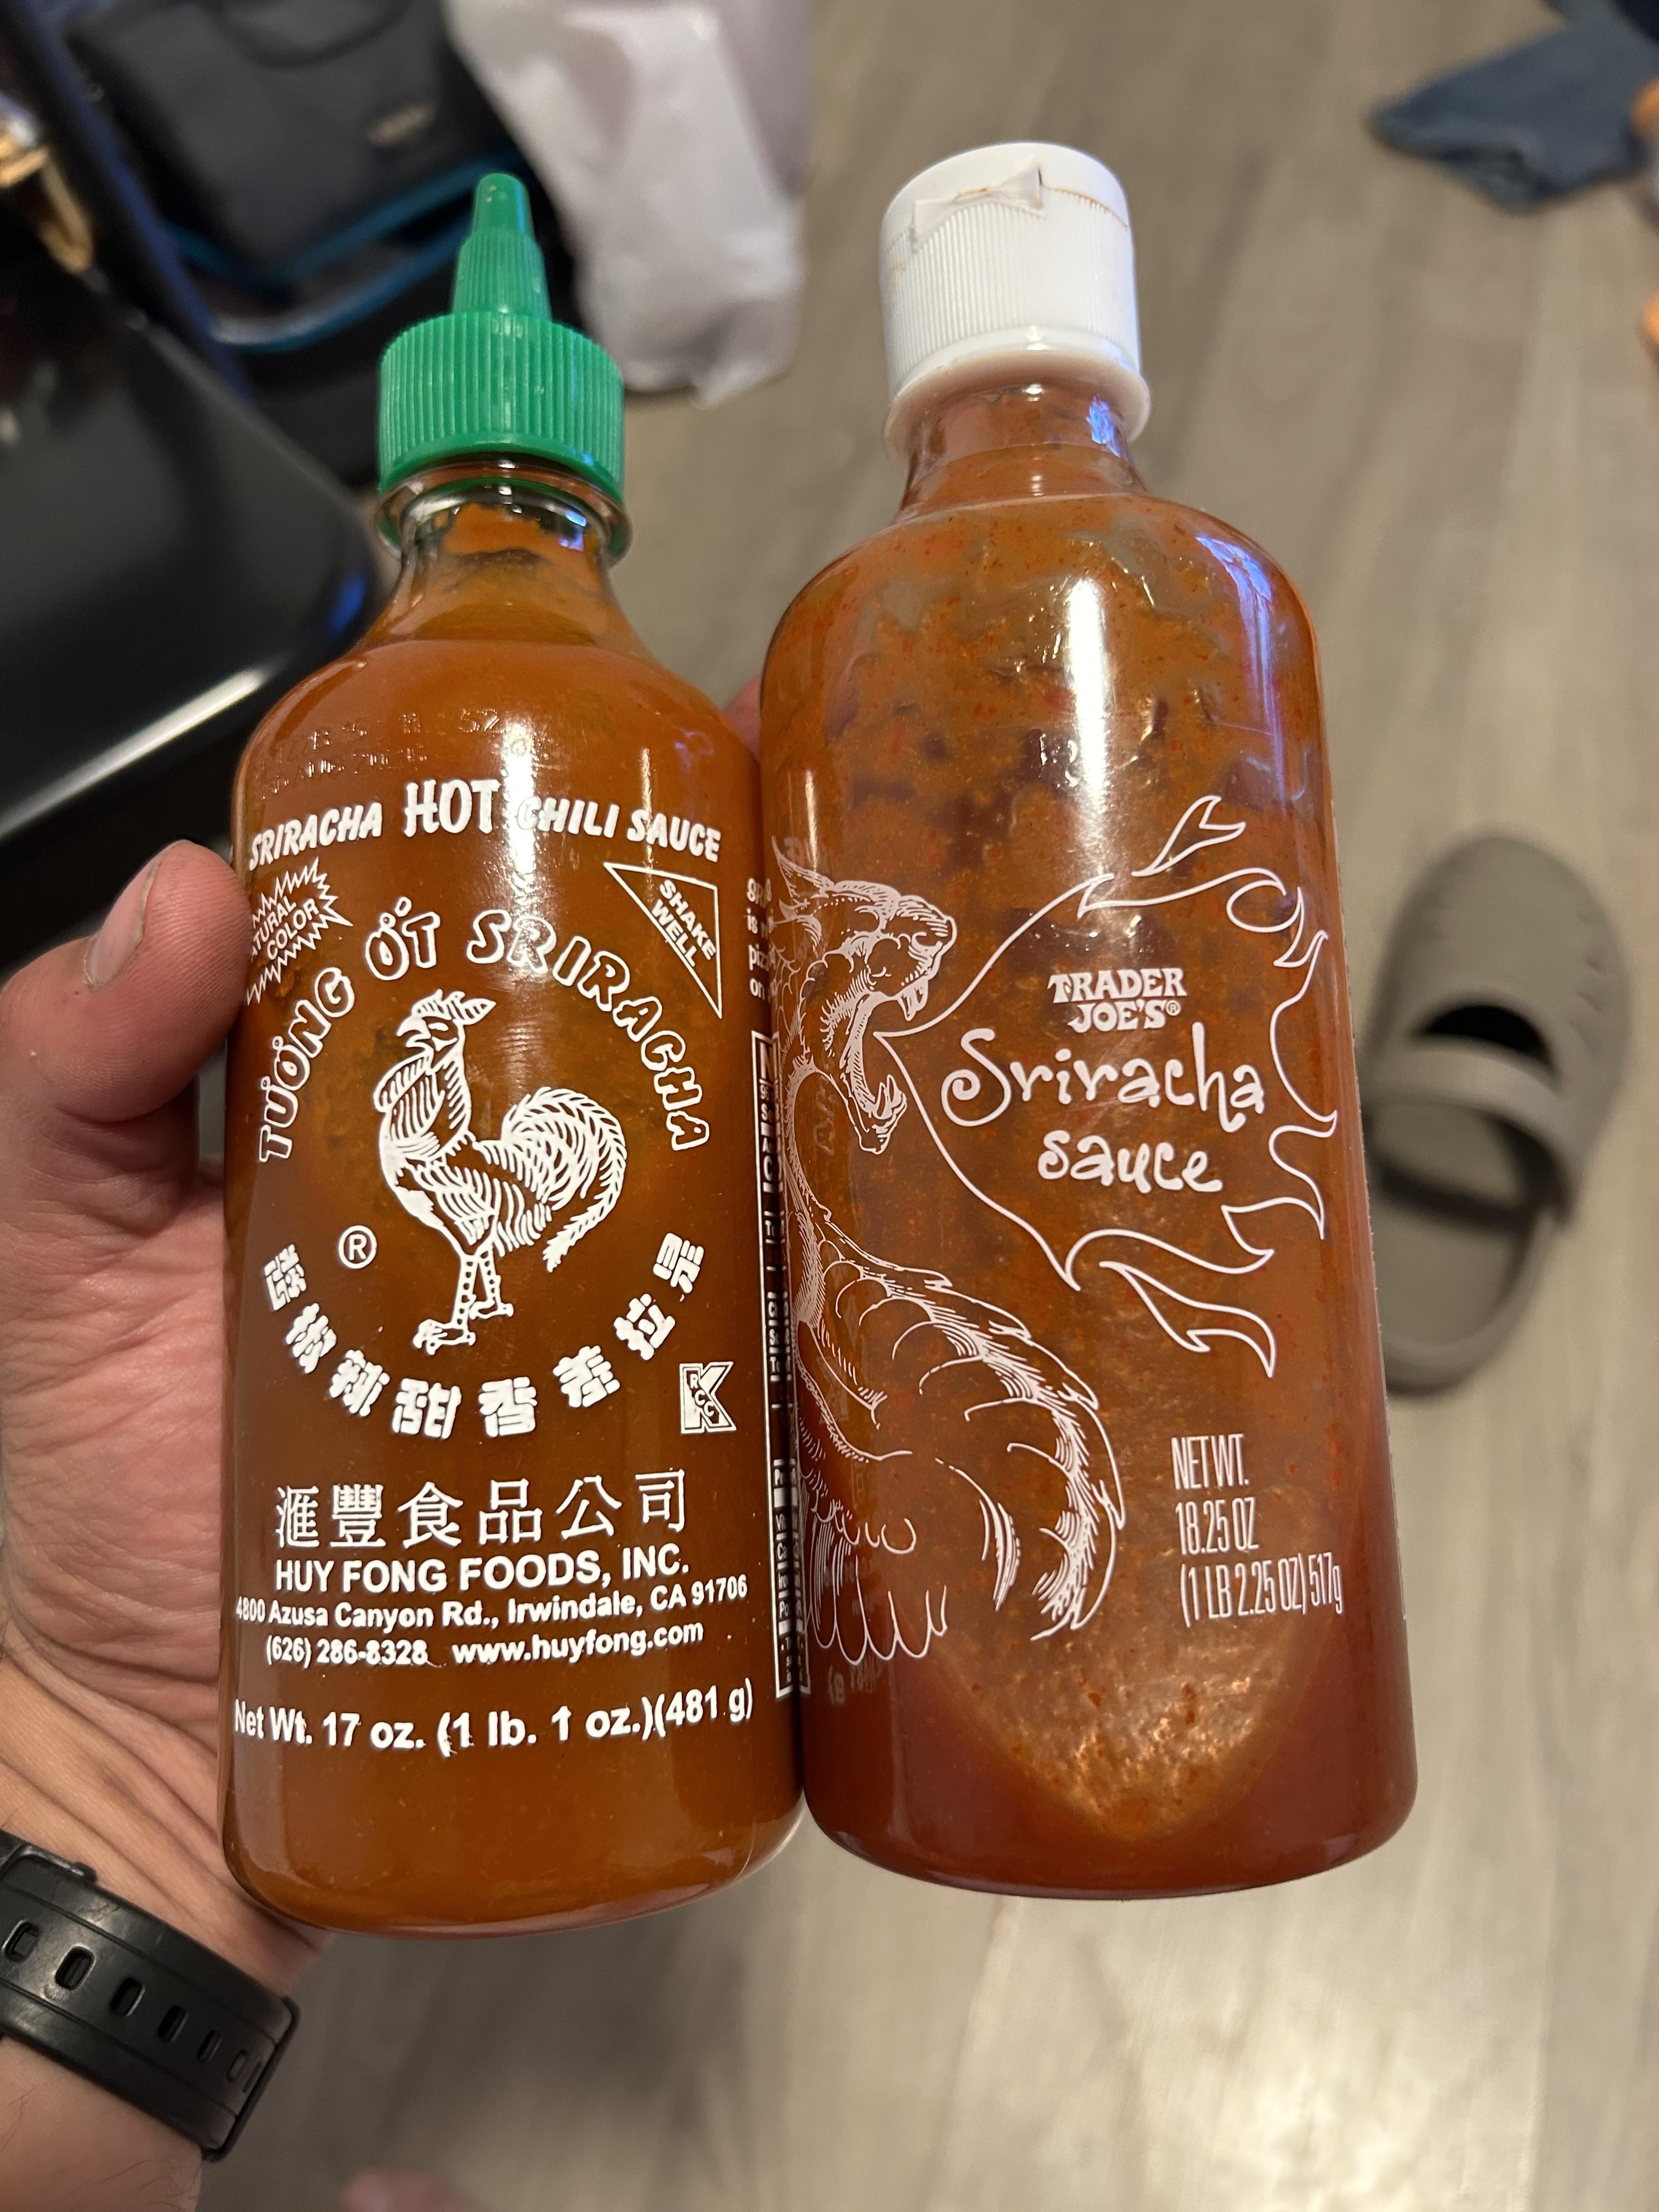 SRIRACHA HOT CHILI SAUCE
NATURAL
COLOR
SHAKE
WELL
TƯƠNG ỚT SRIRACHA
®
是拉差香甜辣椒醬
KRGC
滙豐食品公司
HUY FONG FOODS, INC.
4800 Azusa Canyon Rd., Irwindale, CA 91706
(626) 286-8328 www.huyfong.com
Net Wt. 17 oz. (1 lb. 1 oz.)(481 g)
TRADER
JOE'S®
Sriracha
sauce
NET WT.
18.25 OZ
(1 LB 2.25 OZ) 517g